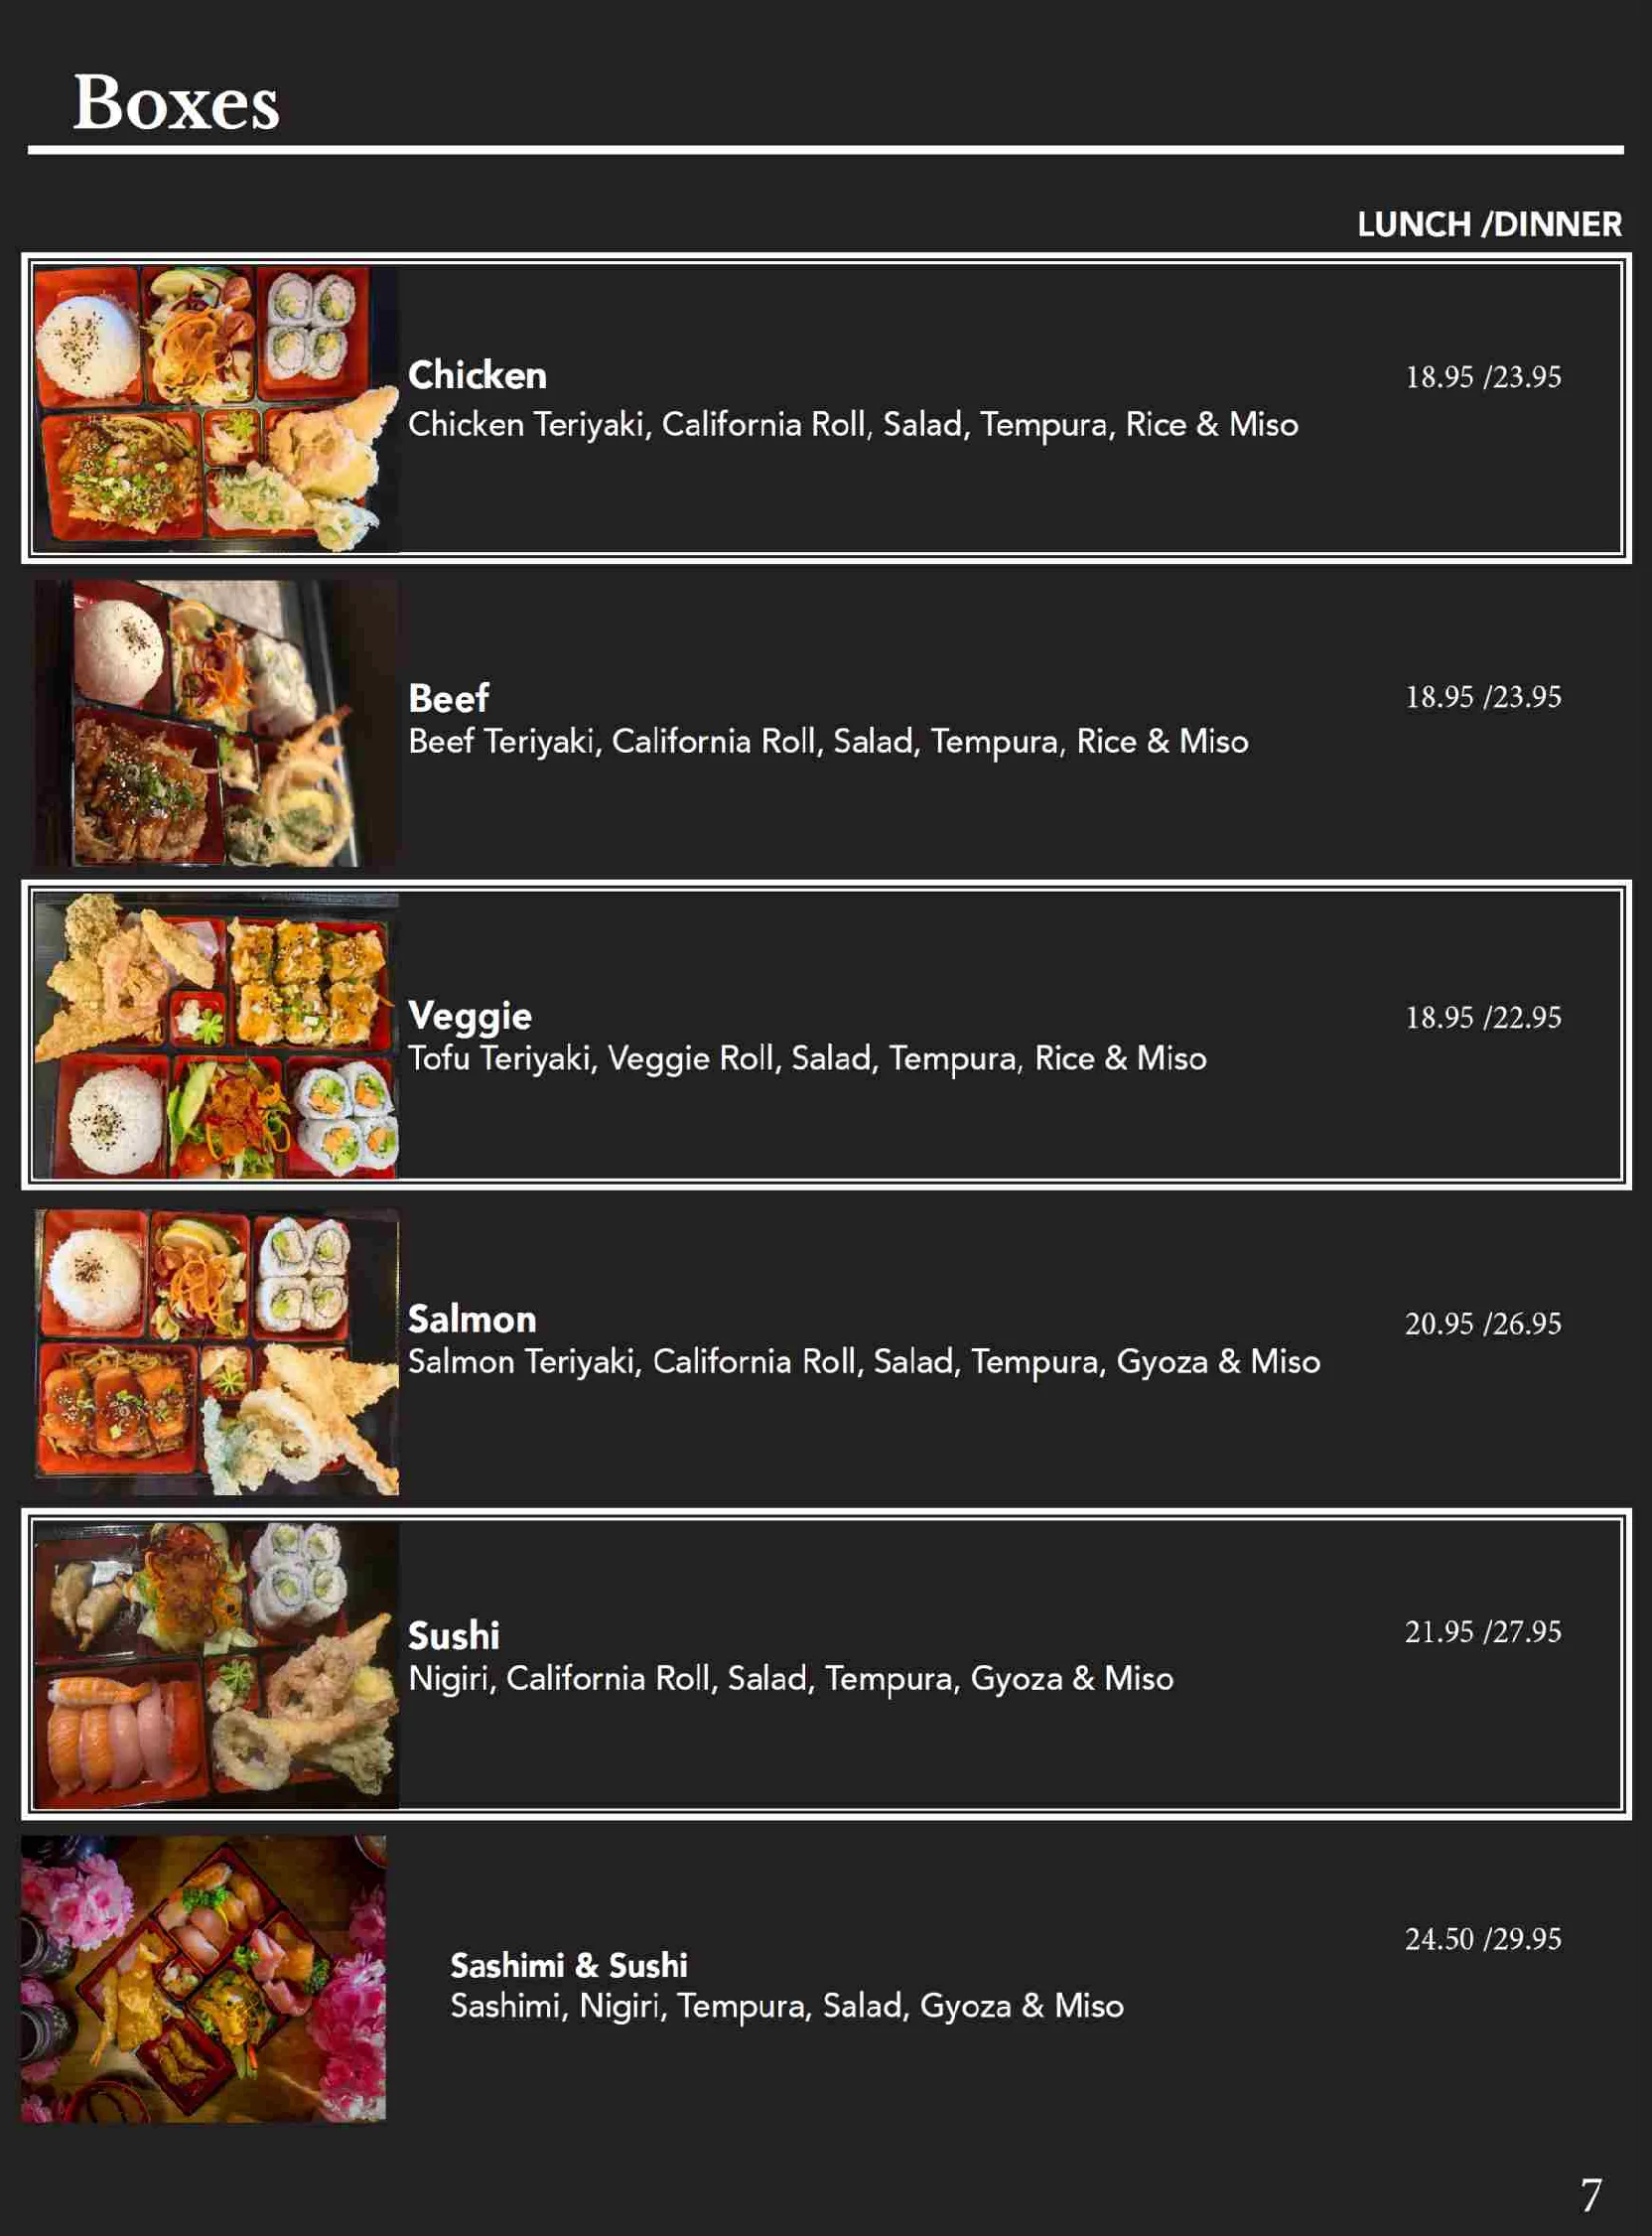 Boxes
LUNCH /DINNER
Chicken 18.95 /23.95
Chicken Teriyaki, California Roll, Salad, Tempura, Rice & Miso
Beef 18.95 /23.95
Beef Teriyaki, California Roll, Salad, Tempura, Rice & Miso
Veggie 18.95 /22.95
Tofu Teriyaki, Veggie Roll, Salad, Tempura, Rice & Miso
Salmon 20.95 /26.95
Salmon Teriyaki, California Roll, Salad, Tempura, Gyoza & Miso
Sushi 21.95 /27.95
Nigiri, California Roll, Salad, Tempura, Gyoza & Miso
24.50 /29.95
Sashimi & Sushi
Sashimi, Nigiri, Tempura, Salad, Gyoza & Miso
7